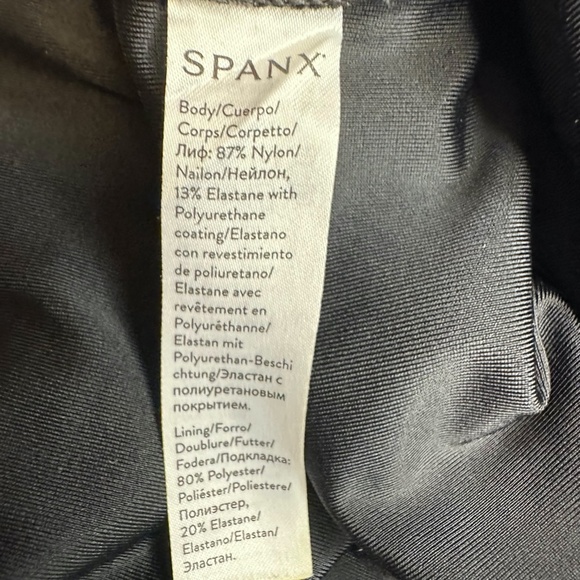 SPANX
Body/Cuerpo/
Corps/Corpetto/
Лиф: 87% Nylon/
Nailon/Нейлон,
13% Elastane with
Polyurethane
coating/Elastano
con revestimiento
de poliuretano/
Elastane avec
revêtement en
Polyuréthanne/
Elastan mit
Polyurethan-Beschi
chtung/Эластан с
полиуретановым
покрытием.
Lining/Forro/
Doublure/Futter/
Fodera/Подкладка:
80% Polyester/
Poliéster/Poliestere/
Полиэстер,
20% Elastane/
Elastano/Elastan/
Эластан.